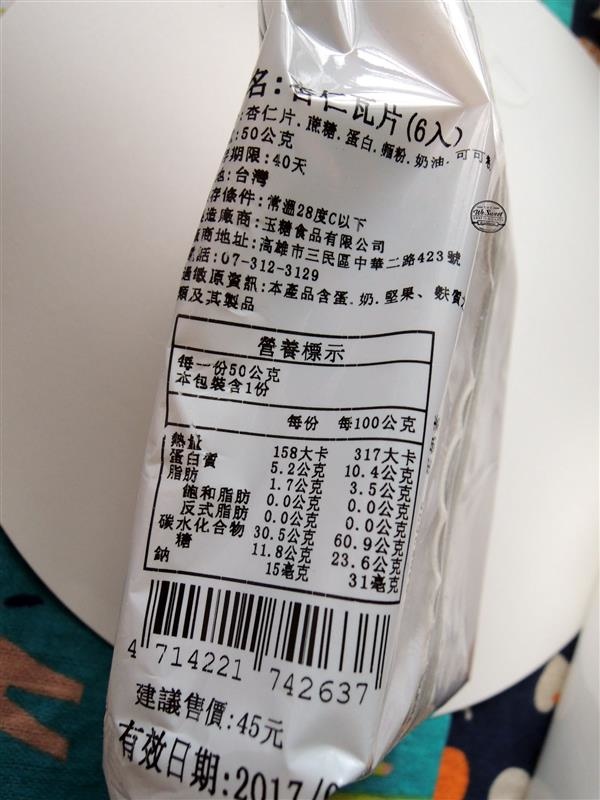 名:杏仁瓦片(6入)
:杏仁片.蔗糖.蛋白.麵粉.奶油.可可
:50公克
期限:40天
:台灣
存條件:常溫28度C以下
造廠商:玉糖食品有限公司
商地址:高雄市三民區中華二路423號
話:07-312-3129
過敏原資訊:本產品含蛋.奶.堅果、麩質
類及其製品
營養標示
每一份50公克
本包裝含1份
每份 每100公克
熱量 158大卡 317大卡
蛋白質 5.2公克 10.4公克
脂肪 1.7公克 3.5公克
飽和脂肪 0.0公克 0.0公克
反式脂肪 0.0公克 0.0公克
碳水化合物 30.5公克 60.9公克
糖 11.8公克 23.6公克
鈉 15毫克 31毫克
4 714221 742637
建議售價:45元
有效日期:2017/